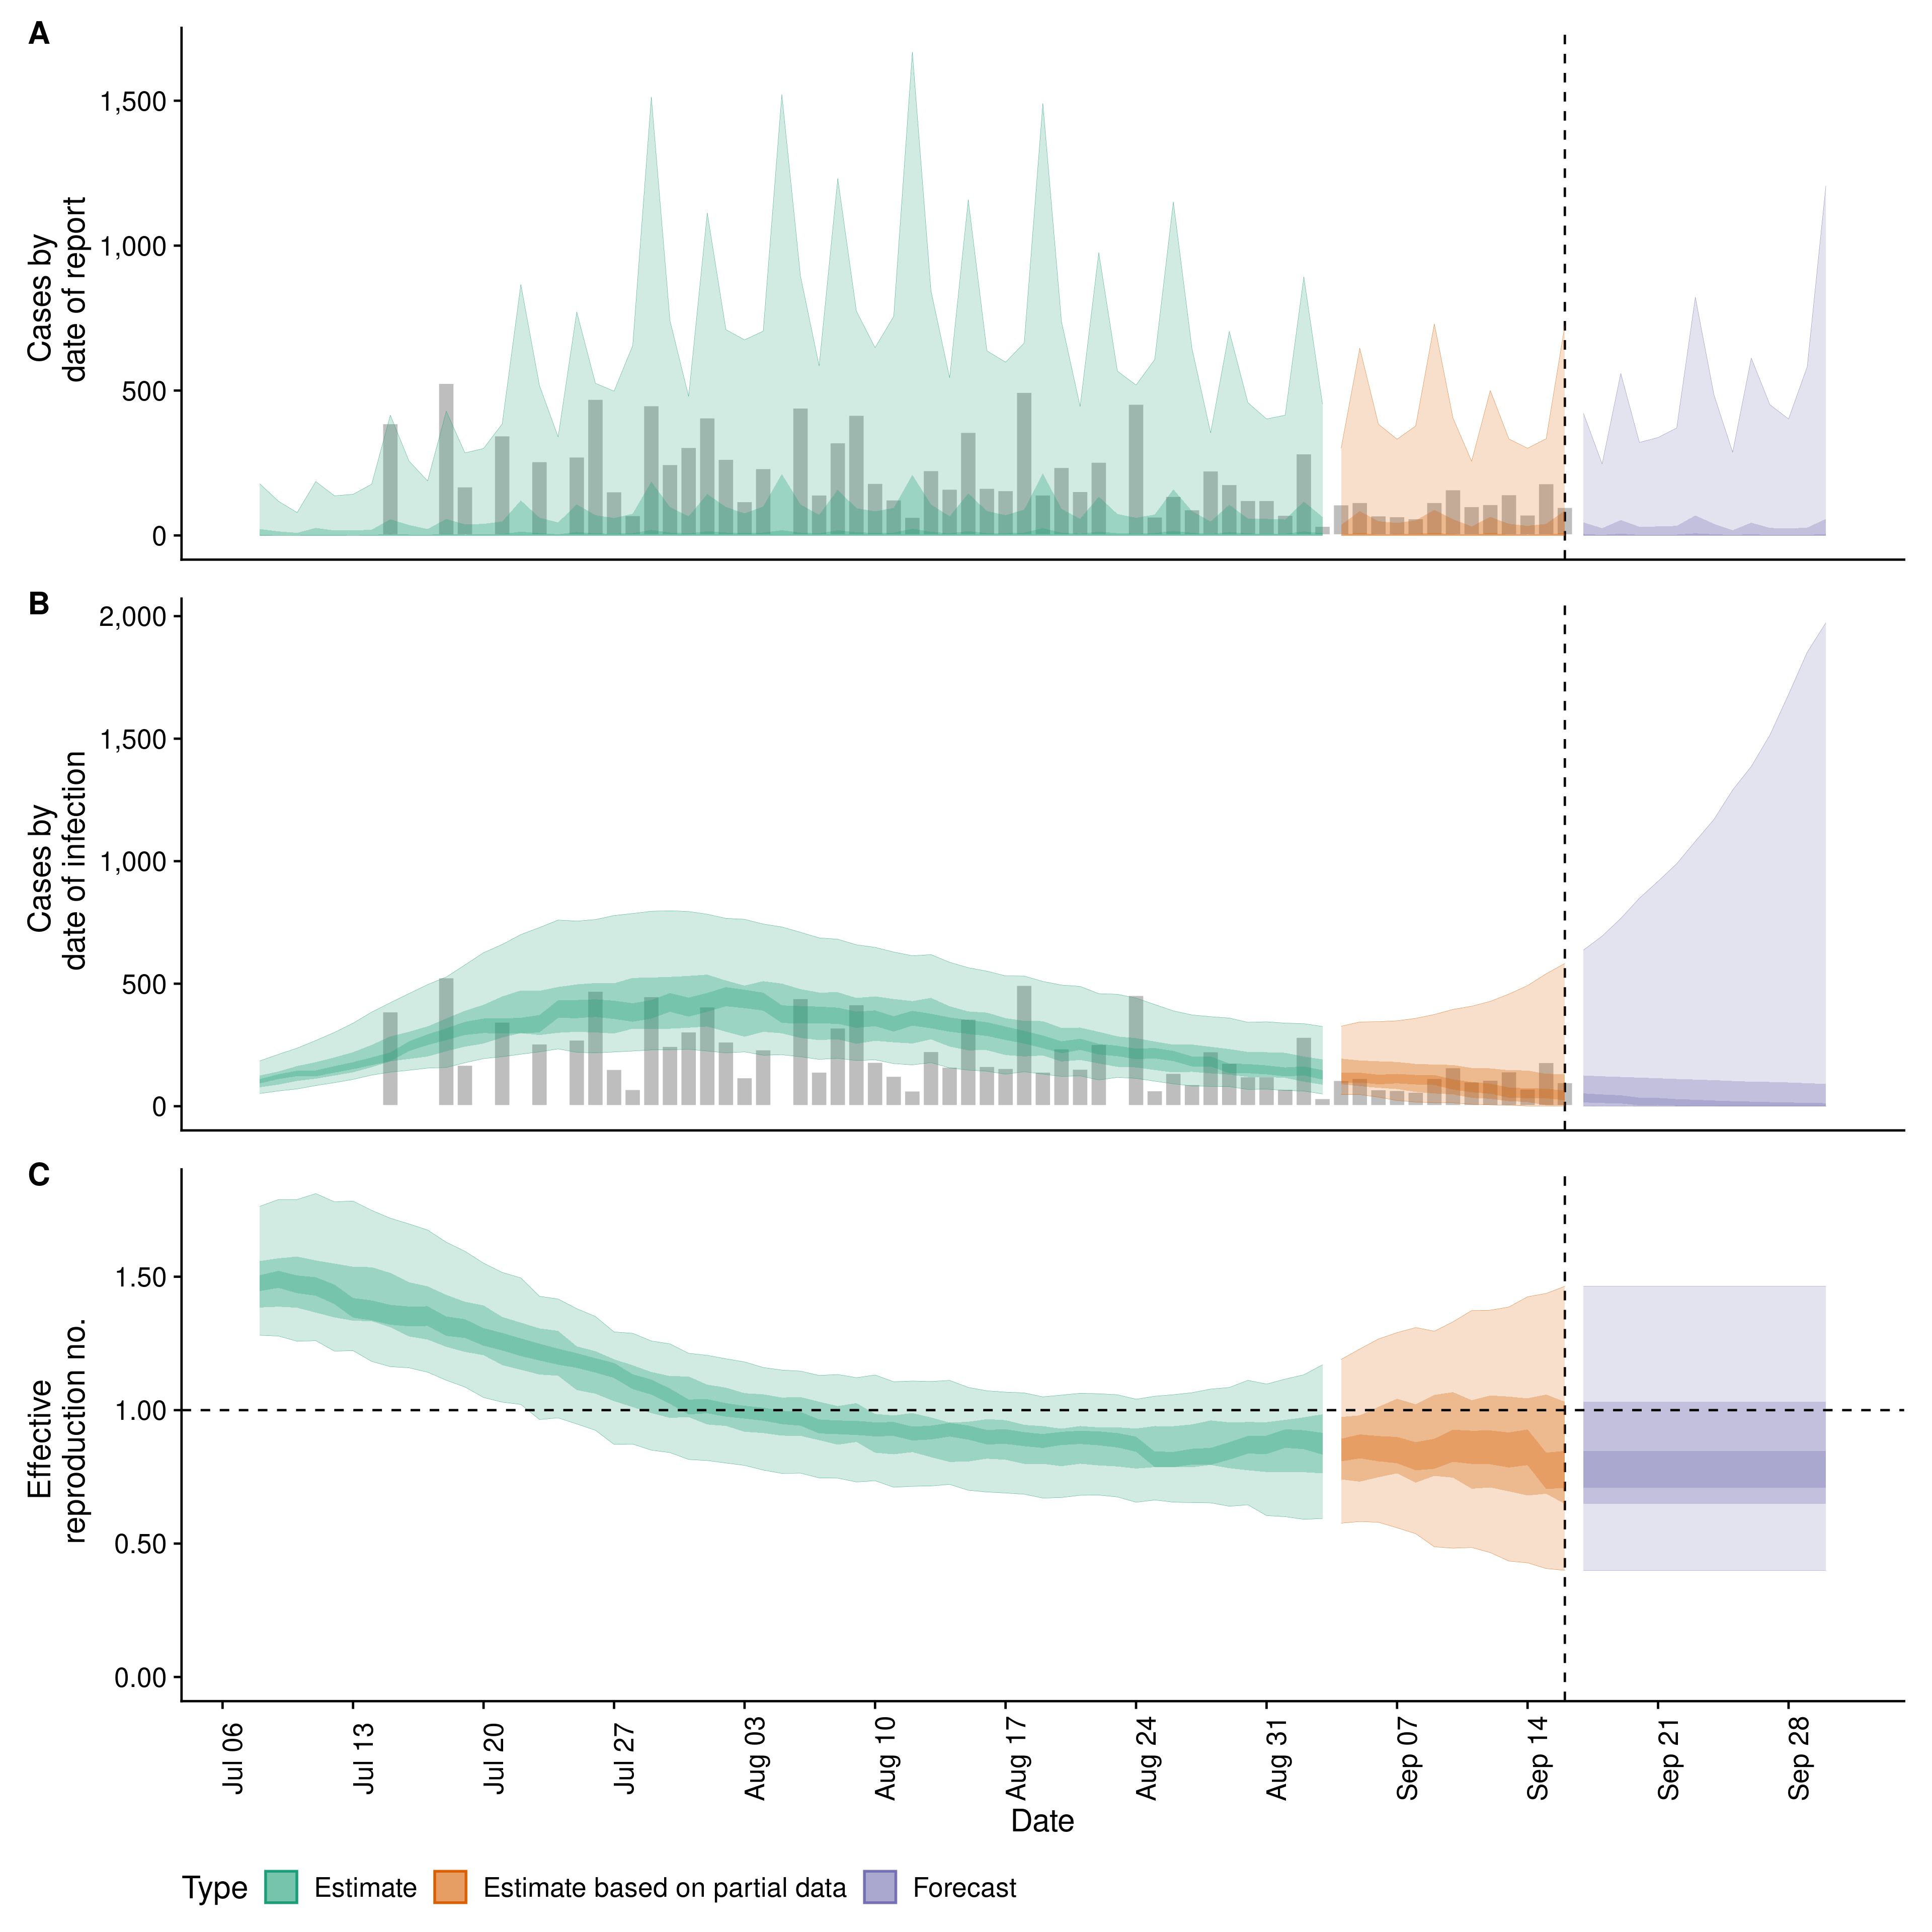 A
Cases by
date of report
1,500
1,000
500
0
B
Cases by
date of infection
2,000
1,500
1,000
500
0
C
Effective
reproduction no.
1.50
1.00
0.50
0.00
Jul 06
Jul 13
Jul 20
Jul 27
Aug 03
Aug 10
Aug 17
Aug 24
Aug 31
Sep 07
Sep 14
Sep 21
Sep 28
Date
Type
Estimate
Estimate based on partial data
Forecast